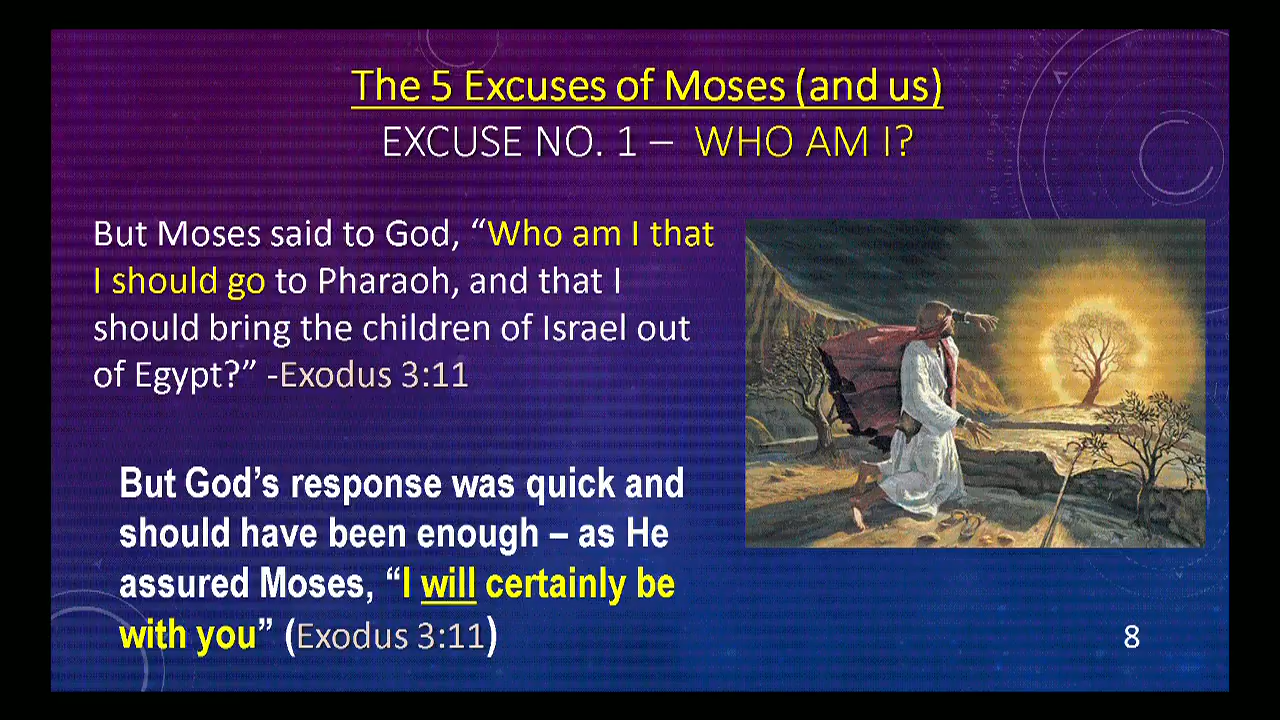 The 5 Excuses of Moses (and us)
EXCUSE NO. 1 – WHO AM I?
But Moses said to God, “Who am I that
I should go to Pharaoh, and that I
should bring the children of Israel out
of Egypt?” -Exodus 3:11
But God’s response was quick and
should have been enough – as He
assured Moses, “I will certainly be
with you” (Exodus 3:11)
8